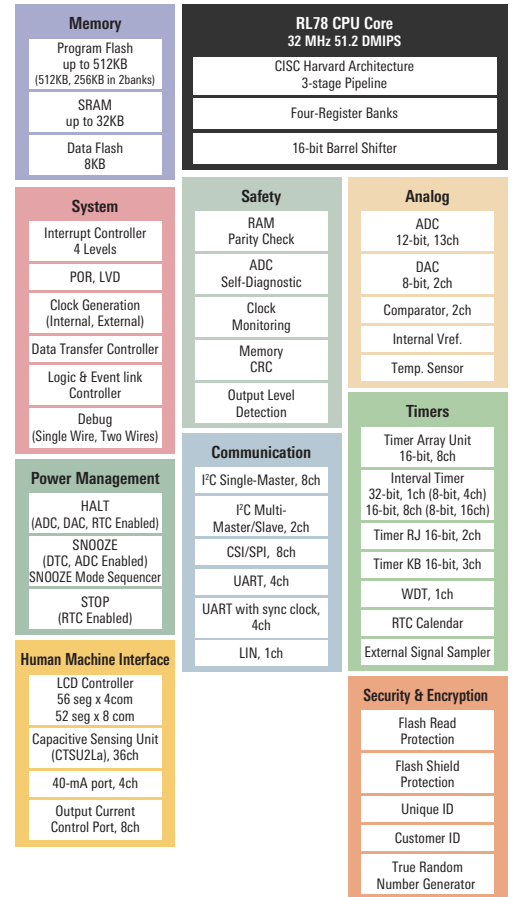 Memory
Program Flash
up to 512KB
(512KB, 256KB in 2banks)
SRAM
up to 32KB
Data Flash
8KB
RL78 CPU Core
32 MHz 51.2 DMIPS
CISC Harvard Architecture
3-stage Pipeline
Four-Register Banks
16-bit Barrel Shifter
System
Interrupt Controller
4 Levels
POR, LVD
Clock Generation
(Internal, External)
Data Transfer Controller
Logic & Event link
Controller
Debug
(Single Wire, Two Wires)
Safety
RAM
Parity Check
ADC
Self-Diagnostic
Clock
Monitoring
Memory
CRC
Output Level
Detection
Analog
ADC
12-bit, 13ch
DAC
8-bit, 2ch
Comparator, 2ch
Internal Vref.
Temp. Sensor
Power Management
HALT
(ADC, DAC, RTC Enabled)
SNOOZE
(DTC, ADC Enabled)
SNOOZE Mode Sequencer
STOP
(RTC Enabled)
Communication
I²C Single-Master, 8ch
I²C Multi-
Master/Slave, 2ch
CSI/SPI, 8ch
UART, 4ch
UART with sync clock,
4ch
LIN, 1ch
Timers
Timer Array Unit
16-bit, 8ch
Interval Timer
32-bit, 1ch (8-bit, 4ch)
16-bit, 8ch (8-bit, 16ch)
Timer RJ 16-bit, 2ch
Timer KB 16-bit, 3ch
WDT, 1ch
RTC Calendar
External Signal Sampler
Human Machine Interface
LCD Controller
56 seg x 4com
52 seg x 8 com
Capacitive Sensing Unit
(CTSU2La), 36ch
40-mA port, 4ch
Output Current
Control Port, 8ch
Security & Encryption
Flash Read
Protection
Flash Shield
Protection
Unique ID
Customer ID
True Random
Number Generator